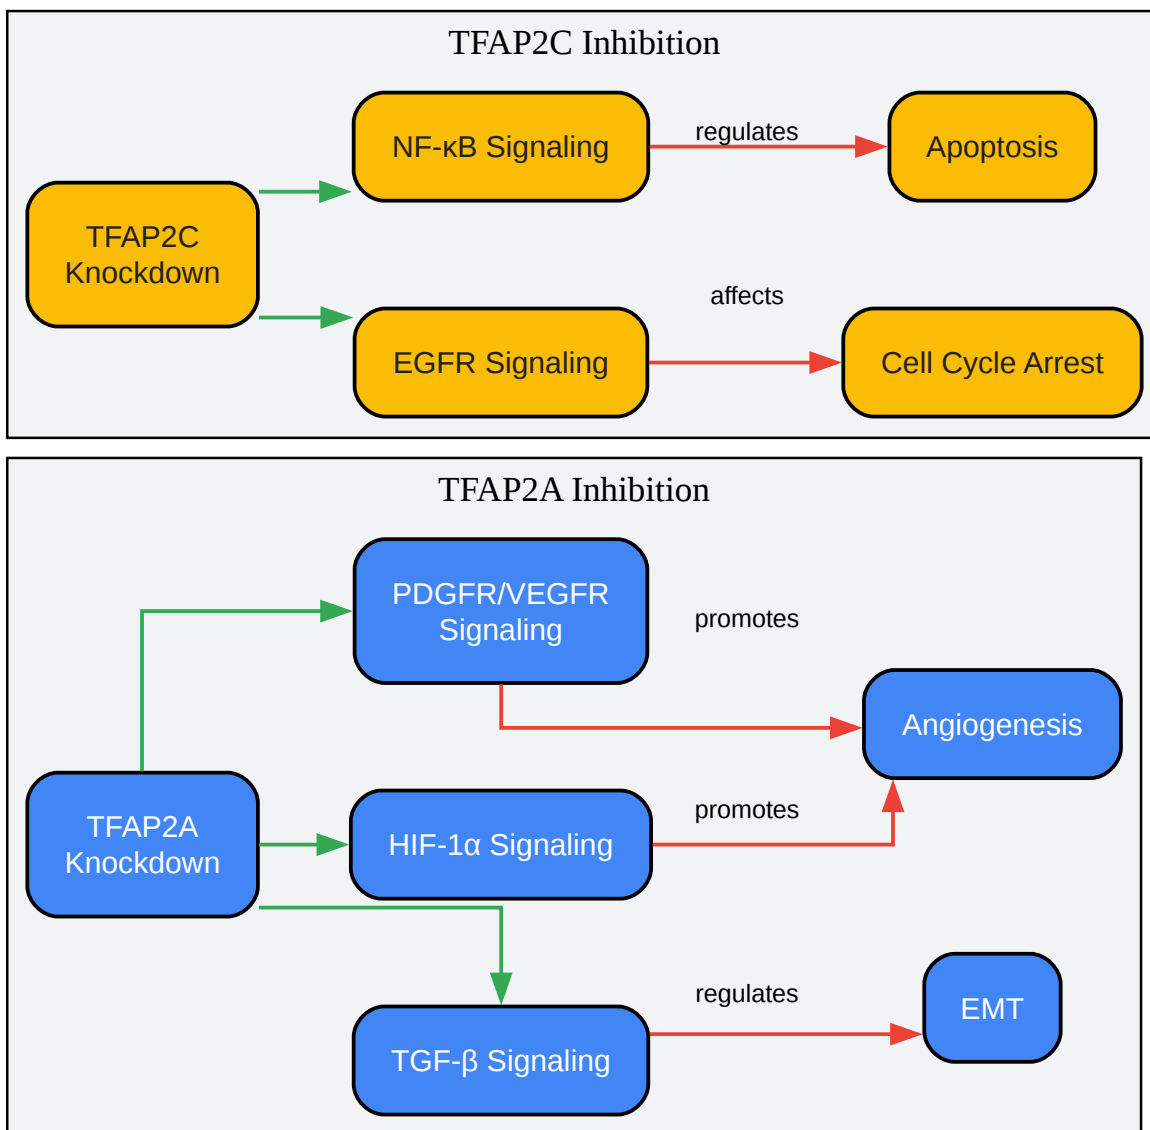 TFAP2C Inhibition
NF-κB Signaling
regulates
Apoptosis
TFAP2C
Knockdown
affects
EGFR Signaling
Cell Cycle Arrest
TFAP2A Inhibition
PDGFR/VEGFR
Signaling
promotes
Angiogenesis
promotes
TFAP2A
Knockdown
HIF-1α Signaling
regulates
EMT
TGF-β Signaling